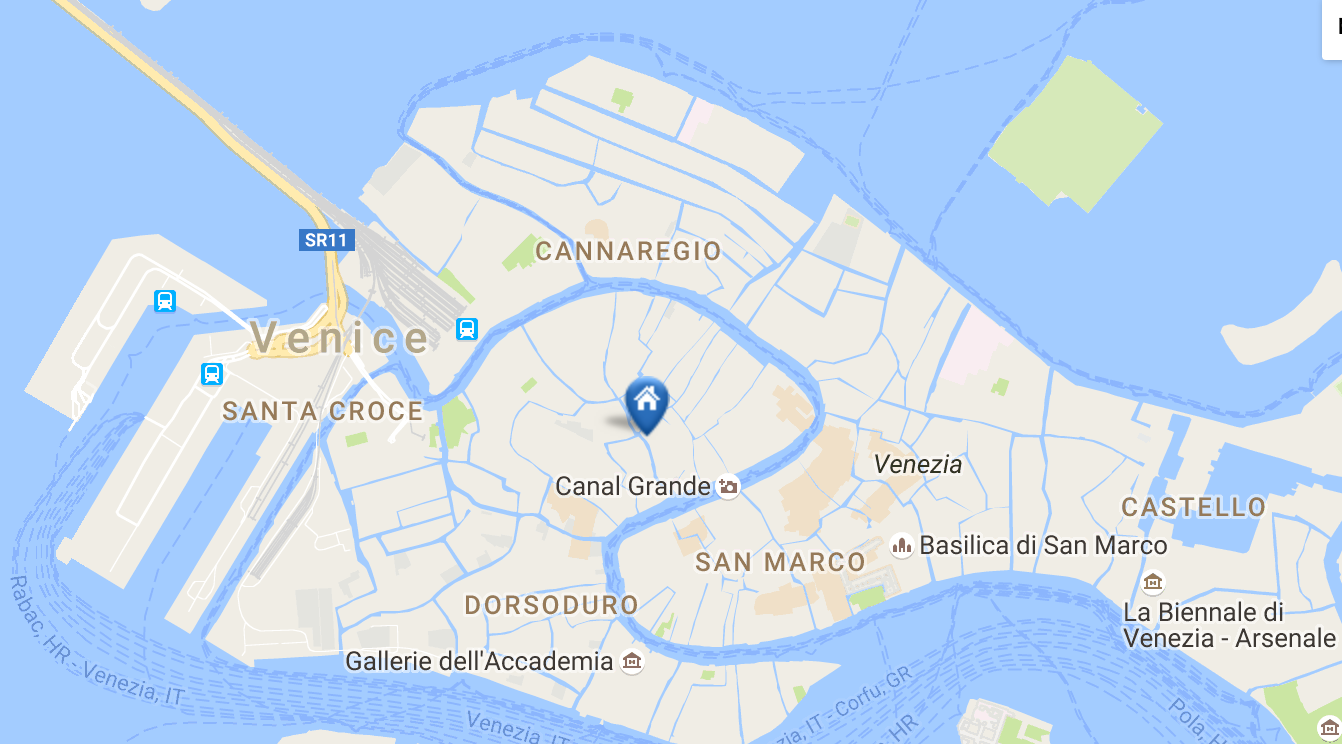 SR11
CANNAREGIO
Venice
SANTA CROCE
Venezia
Canal Grande
CASTELLO
Basilica di San Marco
SAN MARCO
DORSODURO
La Biennale di
Venezia - Arsenale
Gallerie dell'Accademia
Rabac, HR - Venezia, IT
Venezia, IT
zia, IT - Corfu, GR
HR
Pola, H